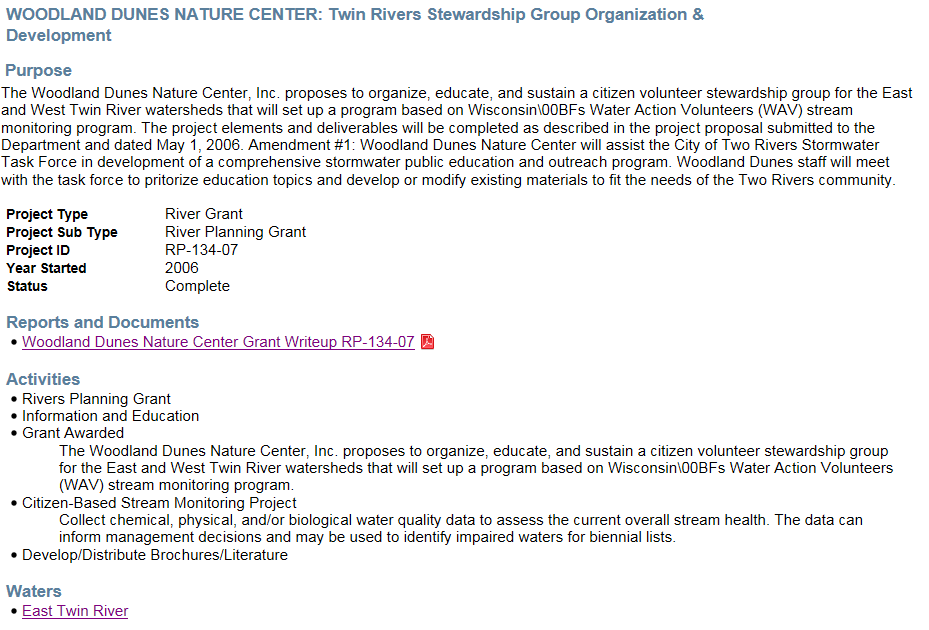 WOODLAND DUNES NATURE CENTER: Twin Rivers Stewardship Group Organization &
Development
Purpose
The Woodland Dunes Nature Center, Inc. proposes to organize, educate, and sustain a citizen volunteer stewardship group for the East
and West Twin River watersheds that will set up a program based on Wisconsin\00BFs Water Action Volunteers (WAV) stream
monitoring program. The project elements and deliverables will be completed as described in the project proposal submitted to the
Department and dated May 1, 2006. Amendment #1: Woodland Dunes Nature Center will assist the City of Two Rivers Stormwater
Task Force in development of a comprehensive stormwater public education and outreach program. Woodland Dunes staff will meet
with the task force to pritorize education topics and develop or modify existing materials to fit the needs of the Two Rivers community.
Project Type River Grant
Project Sub Type River Planning Grant
Project ID RP-134-07
Year Started 2006
Status Complete
Reports and Documents
• Woodland Dunes Nature Center Grant Writeup RP-134-07
Activities
• Rivers Planning Grant
• Information and Education
• Grant Awarded
The Woodland Dunes Nature Center, Inc. proposes to organize, educate, and sustain a citizen volunteer stewardship group
for the East and West Twin River watersheds that will set up a program based on Wisconsin\00BFs Water Action Volunteers
(WAV) stream monitoring program.
• Citizen-Based Stream Monitoring Project
Collect chemical, physical, and/or biological water quality data to assess the current overall stream health. The data can
inform management decisions and may be used to identify impaired waters for biennial lists.
• Develop/Distribute Brochures/Literature
Waters
• East Twin River